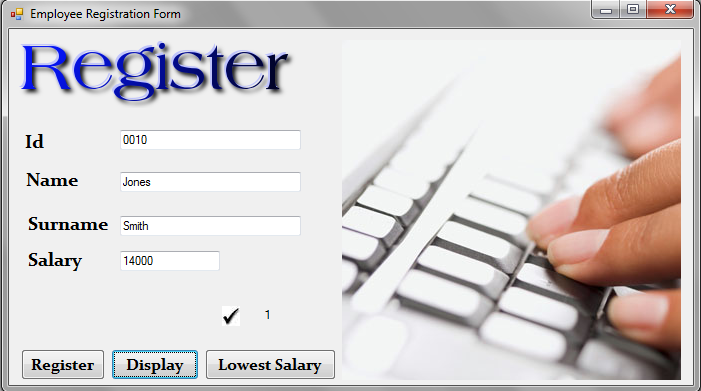 Employee Registration Form
Register
Id 0010
Name Jones
Surname Smith
Salary 14000
1
Register Display Lowest Salary